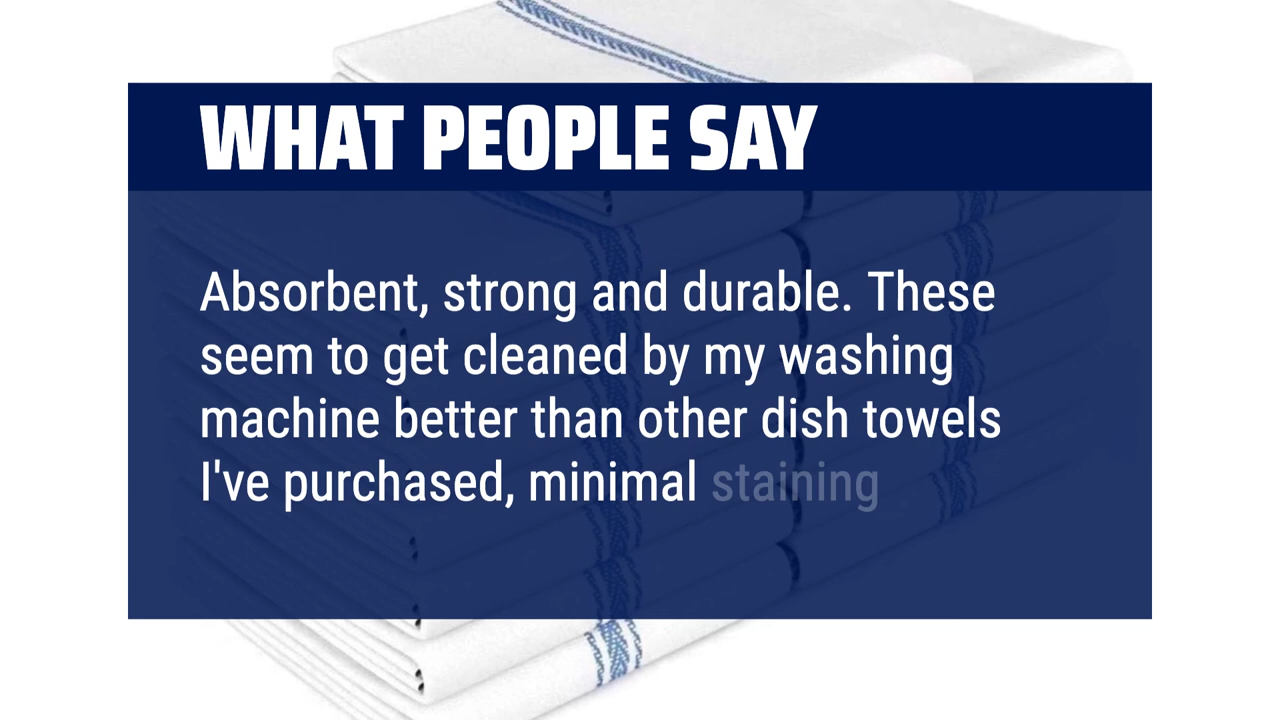 WHAT PEOPLE SAY
Absorbent, strong and durable. These
seem to get cleaned by my washing
machine better than other dish towels
I've purchased, minimal staining